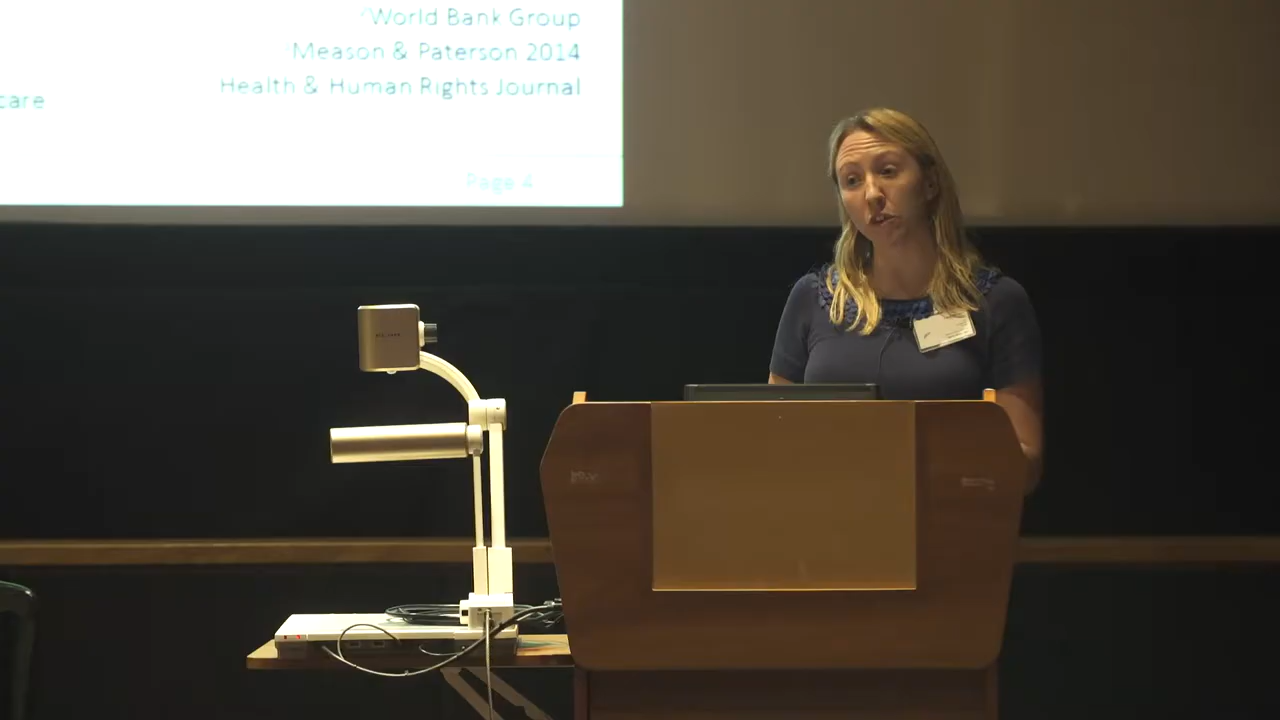 World Bank Group
Meason & Paterson 2014
Health & Human Rights Journal
care
Page 4